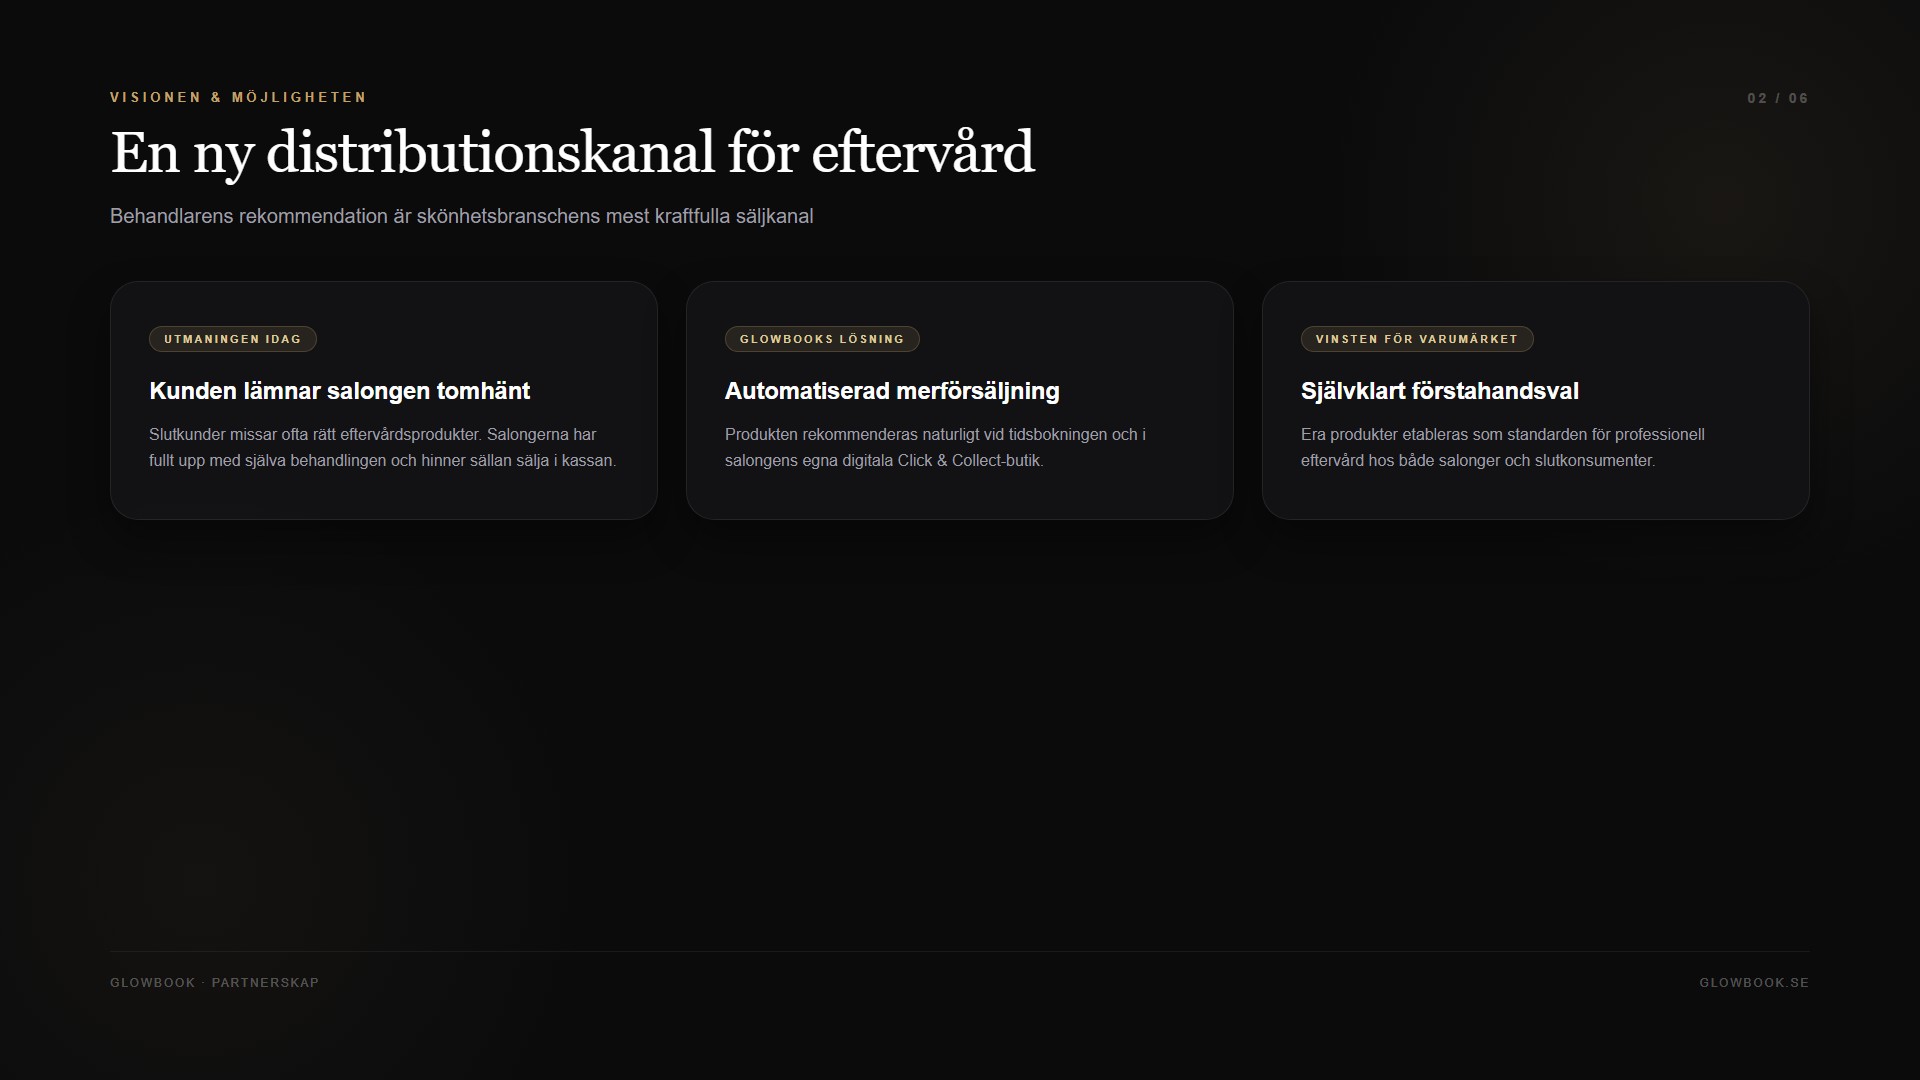 VISIONEN & MÖJLIGHETEN
02 / 06
En ny distributionskanal för eftervård
Behandlarens rekommendation är skönhetsbranschens mest kraftfulla säljkanal
UTMANINGEN IDAG
Kunden lämnar salongen tomhänt
Slutkunder missar ofta rätt eftervårdsprodukter. Salongerna har
fullt upp med själva behandlingen och hinner sällan sälja i kassan.
GLOWBOOKS LÖSNING
Automatiserad merförsäljning
Produkten rekommenderas naturligt vid tidsbokningen och i
salongens egna digitala Click & Collect-butik.
VINSTEN FÖR VARUMÄRKET
Självklart förstahandsval
Era produkter etableras som standarden för professionell
eftervård hos både salonger och slutkonsumenter.
GLOWBOOK · PARTNERSKAP
GLOWBOOK.SE